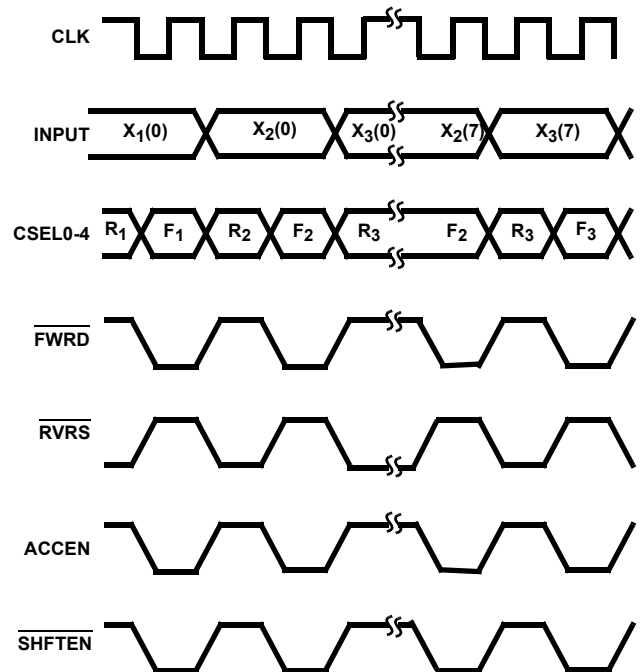 CLK
INPUT X1(0) X2(0) X3(0) X2(7) X3(7)
CSEL0-4 R1 F1 R2 F2 R3 F2 R3 F3
FWRD
RVRS
ACCEN
SHFTEN